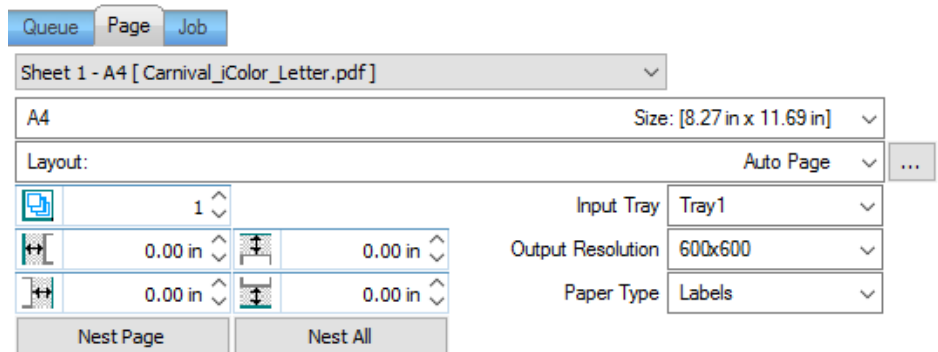 Queue Page Job
Sheet 1 - A4 [ Carnival_iColor_Letter.pdf ]
A4 Size: [8.27 in x 11.69 in]
Layout: Auto Page ...
1 Input Tray Tray1
0.00 in 0.00 in Output Resolution 600x600
0.00 in 0.00 in Paper Type Labels
Nest Page Nest All